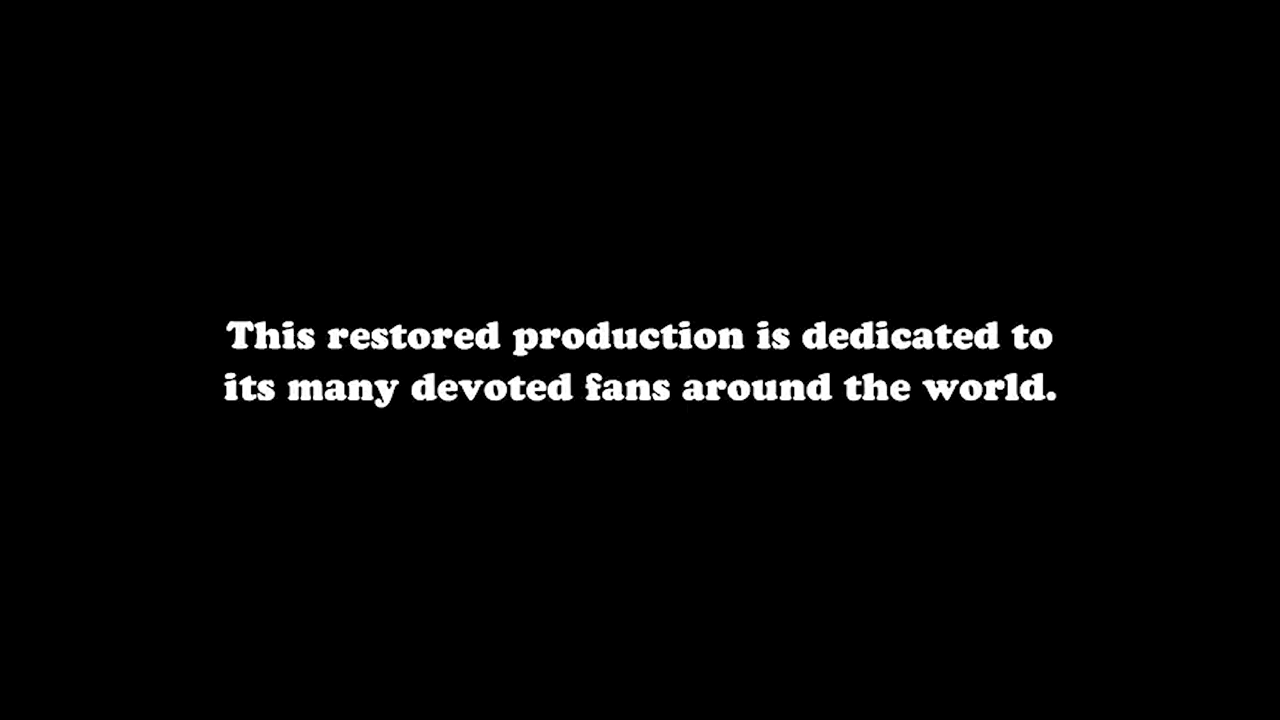 This restored production is dedicated to
its many devoted fans around the world.